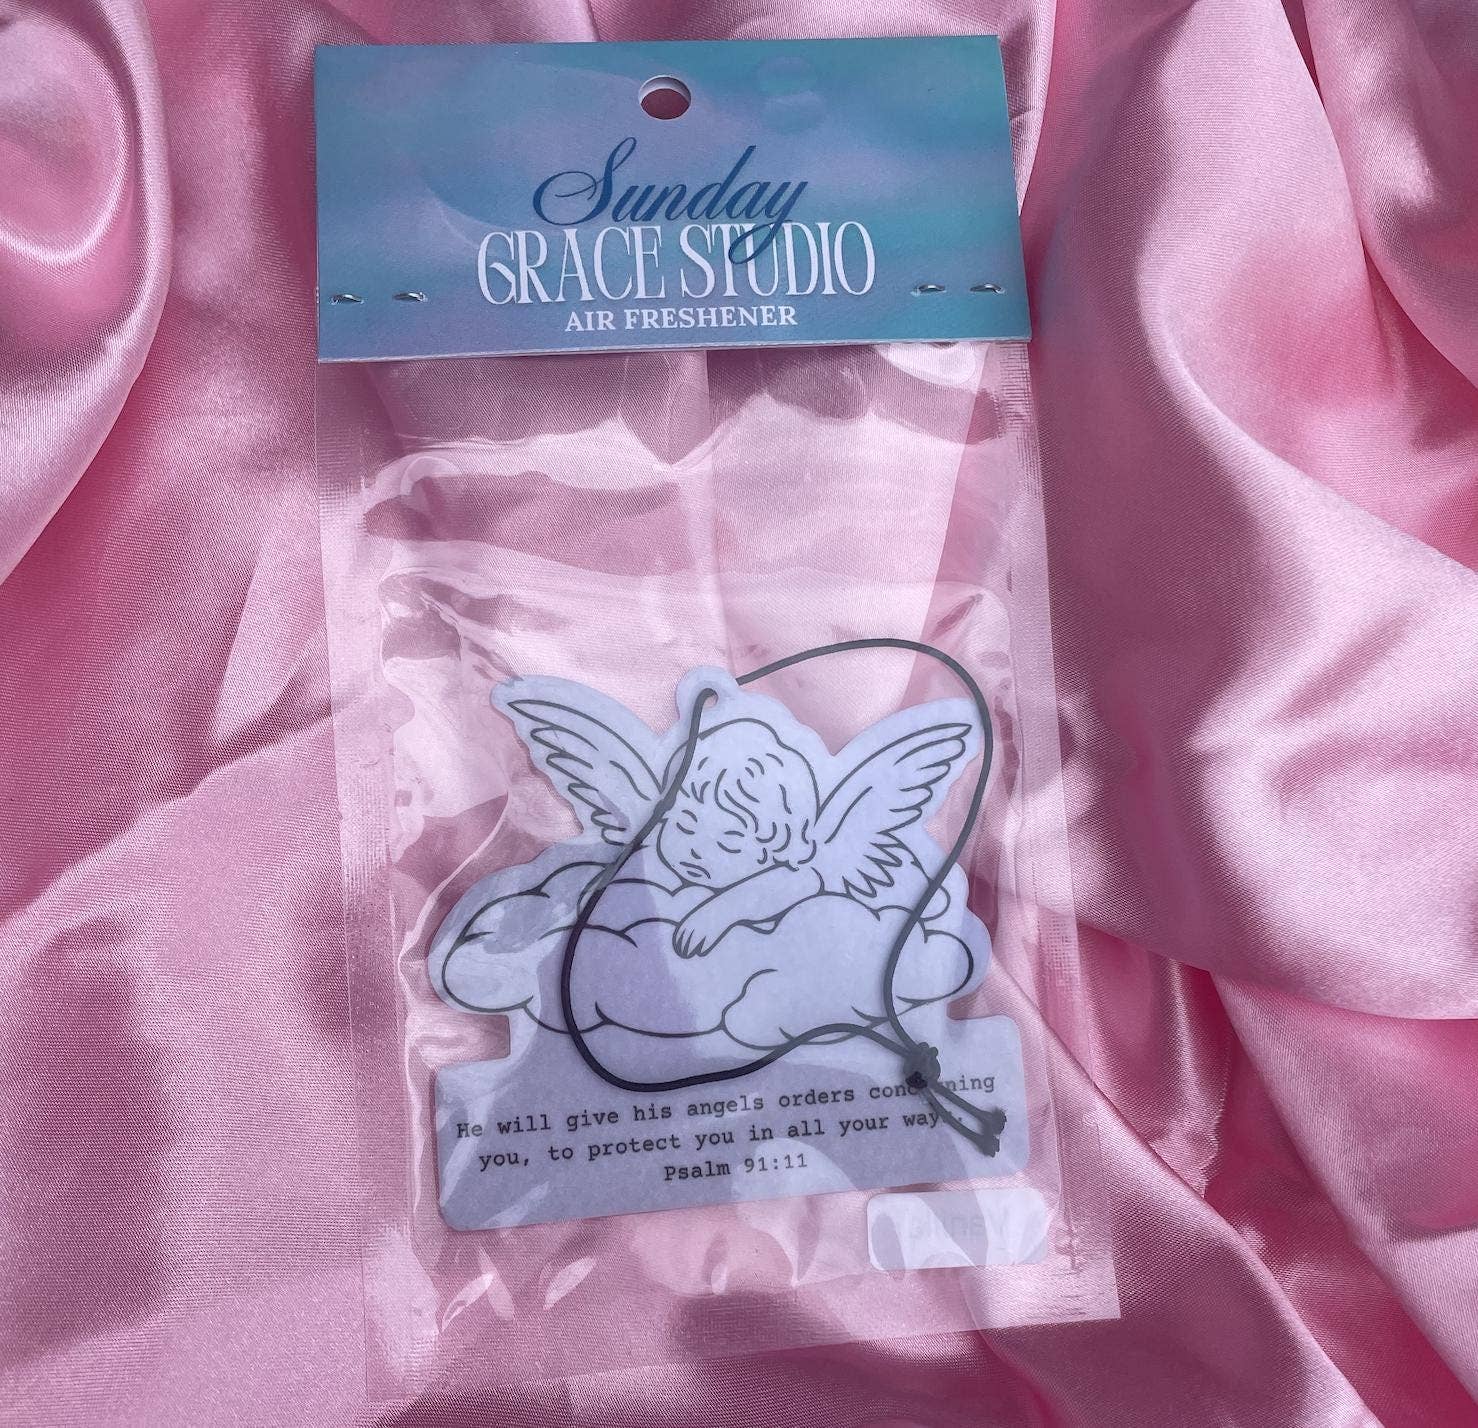 Sunday
GRACE STUDIO
AIR FRESHENER
He will give his angels orders
you, to protect you in all your
Psalm 91:11